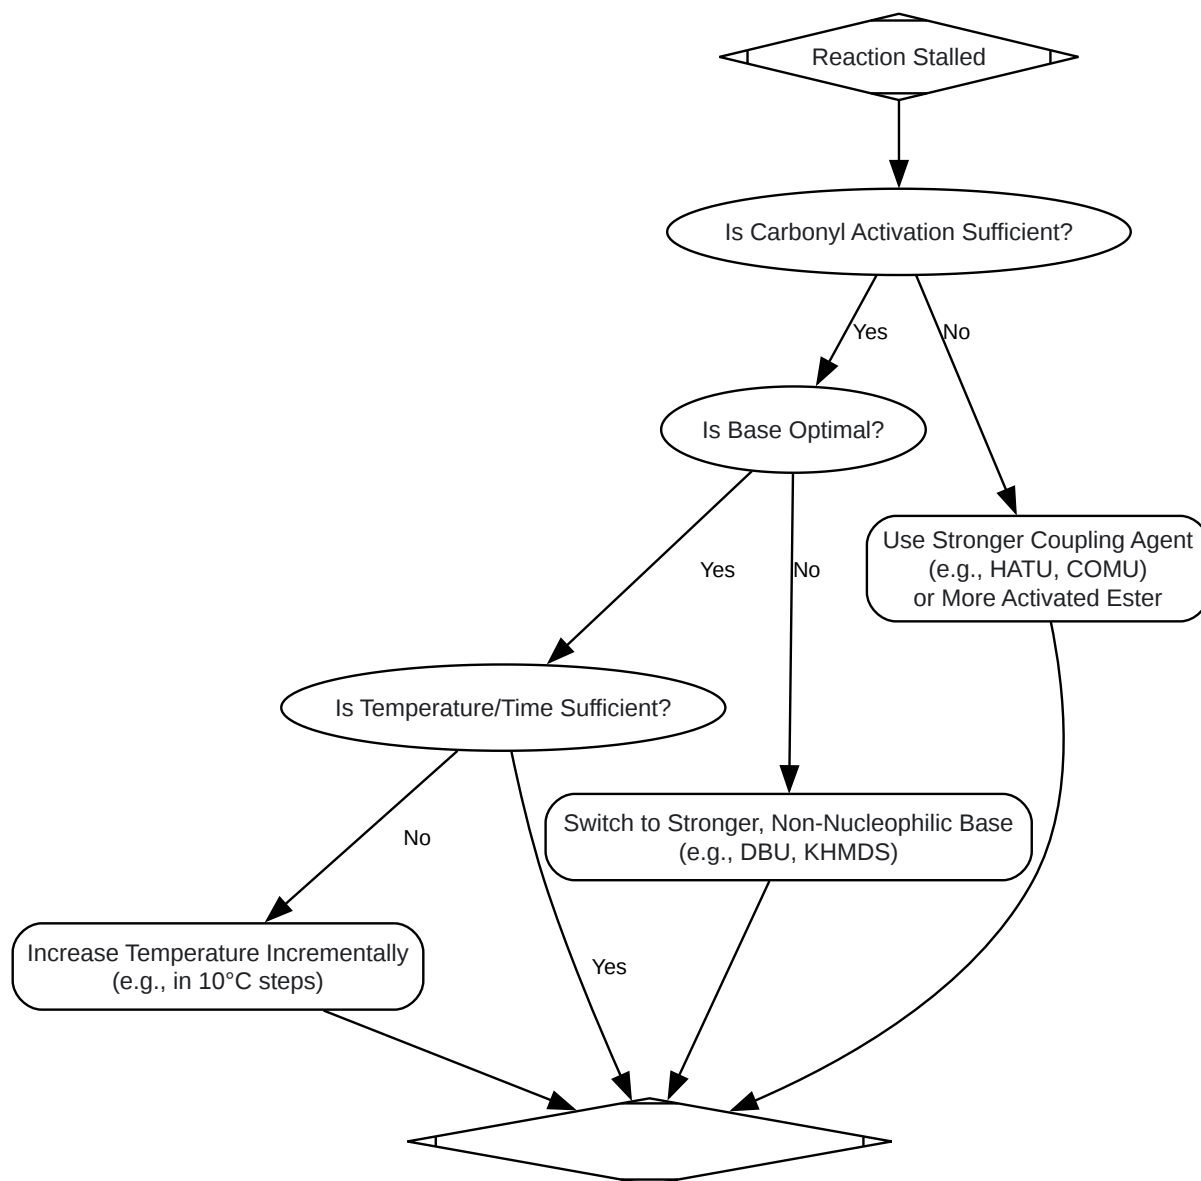 Reaction Stalled
Is Carbonyl Activation Sufficient?
Yes
No
Is Base Optimal?
Use Stronger Coupling Agent
(e.g., HATU, COMU)
or More Activated Ester
Yes
No
Is Temperature/Time Sufficient?
Switch to Stronger, Non-Nucleophilic Base
(e.g., DBU, KHMDS)
No
Yes
Increase Temperature Incrementally
(e.g., in 10°C steps)